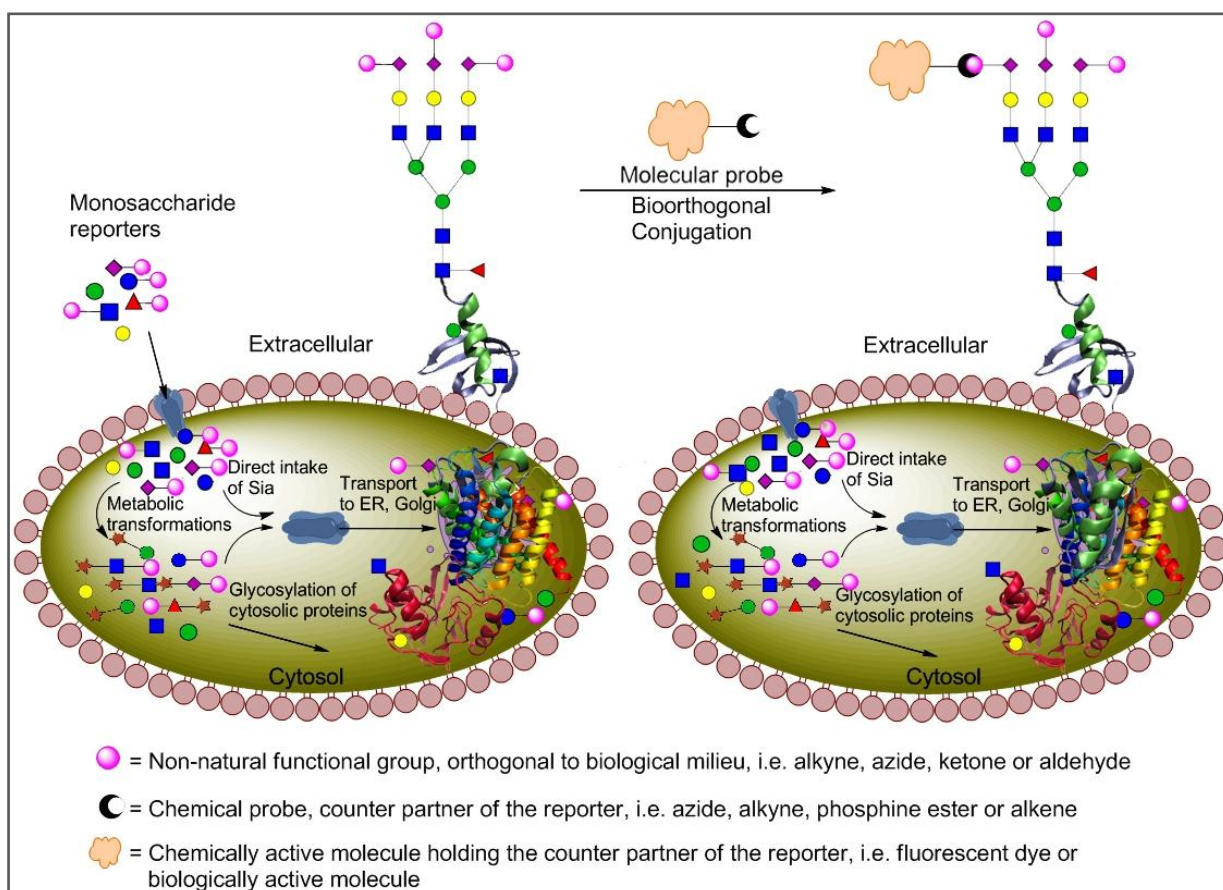 Monosaccharide
reporters
Molecular probe
Bioorthogonal
Conjugation
Extracellular
Direct intake
of Sia
Metabolic
transformations
Transport
to ER, Golgi
Glycosylation of
cytosolic proteins
Cytosol
Extracellular
Direct intake
of Sia
Metabolic
transformations
Transport
to ER, Golgi
Glycosylation of
cytosolic proteins
Cytosol
= Non-natural functional group, orthogonal to biological milieu, i.e. alkyne, azide, ketone or aldehyde
= Chemical probe, counter partner of the reporter, i.e. azide, alkyne, phosphine ester or alkene
= Chemically active molecule holding the counter partner of the reporter, i.e. fluorescent dye or
biologically active molecule